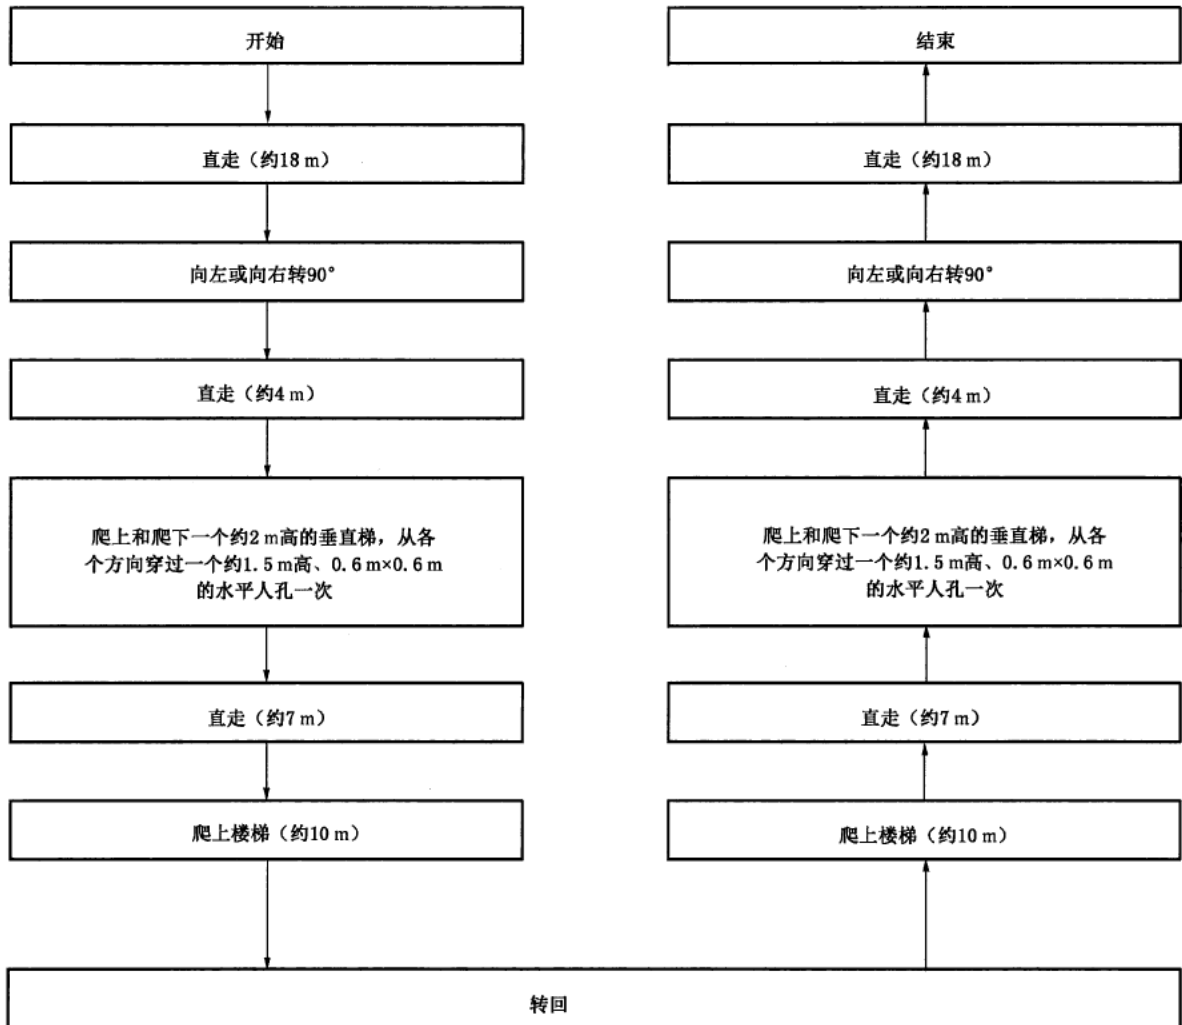 开始
直走（约18 m）
向左或向右转90°
直走（约4 m）
爬上和爬下一个约2 m高的垂直梯，从各
个方向穿过一个约1.5 m高、0.6 m×0.6 m
的水平人孔一次
直走（约7 m）
爬上楼梯（约10 m）
转回
爬上楼梯（约10 m）
直走（约7 m）
爬上和爬下一个约2 m高的垂直梯，从各
个方向穿过一个约1.5 m高、0.6 m×0.6 m
的水平人孔一次
直走（约4 m）
向左或向右转90°
直走（约18 m）
结束